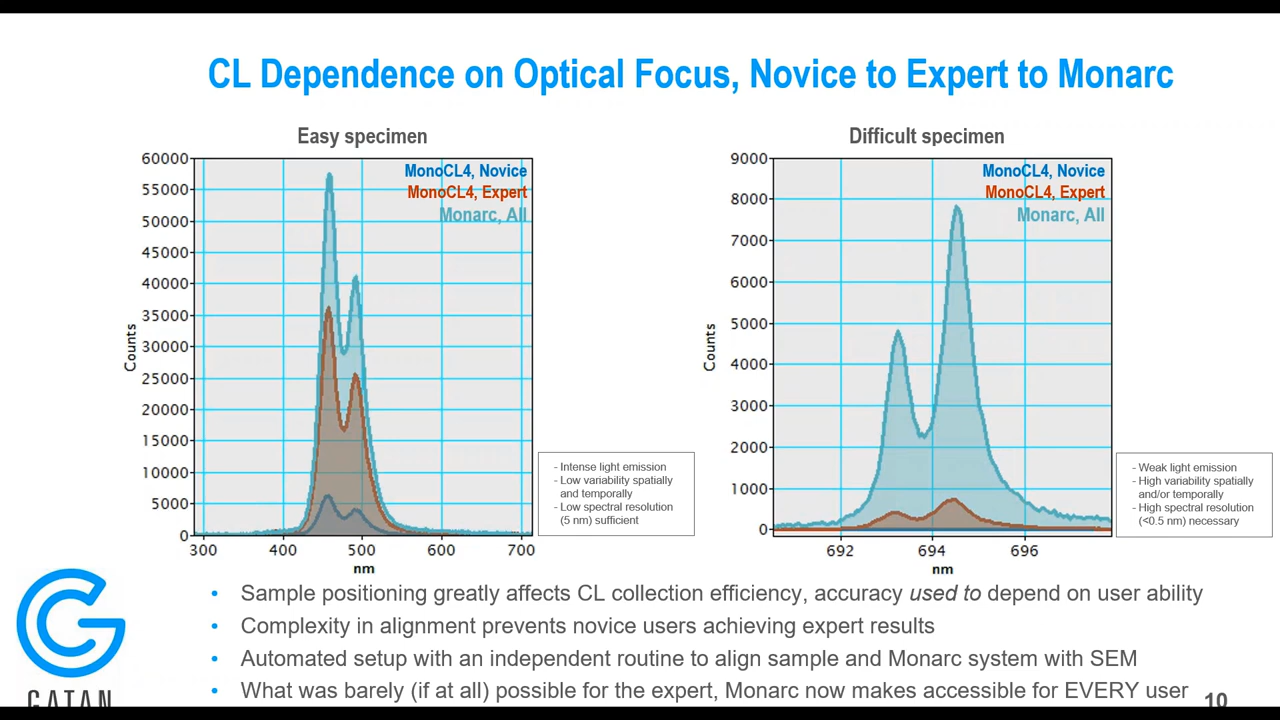 CL Dependence on Optical Focus, Novice to Expert to Monarc
Easy specimen
60000
55000
50000
45000
40000
35000
30000
25000
20000
15000
10000
5000
0
Counts
300 400 500 600 700
nm
MonoCL4, Novice
MonoCL4, Expert
Monarc, All
- Intense light emission
- Low variability spatially
and temporally
- Low spectral resolution
(5 nm) sufficient
Difficult specimen
9000
8000
7000
6000
5000
4000
3000
2000
1000
0
Counts
692 694 696
nm
MonoCL4, Novice
MonoCL4, Expert
Monarc, All
- Weak light emission
- High variability spatially
and/or temporally
- High spectral resolution
(<0.5 nm) necessary
• Sample positioning greatly affects CL collection efficiency, accuracy used to depend on user ability
• Complexity in alignment prevents novice users achieving expert results
• Automated setup with an independent routine to align sample and Monarc system with SEM
• What was barely (if at all) possible for the expert, Monarc now makes accessible for EVERY user
GATAN
10